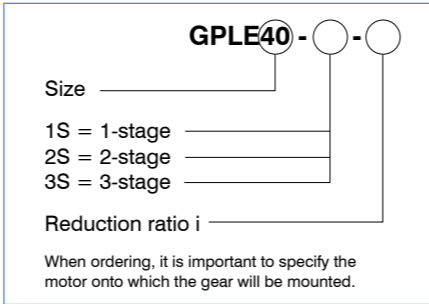 GPLE40 - -
Size
1S = 1-stage
2S = 2-stage
3S = 3-stage
Reduction ratio i
When ordering, it is important to specify the
motor onto which the gear will be mounted.